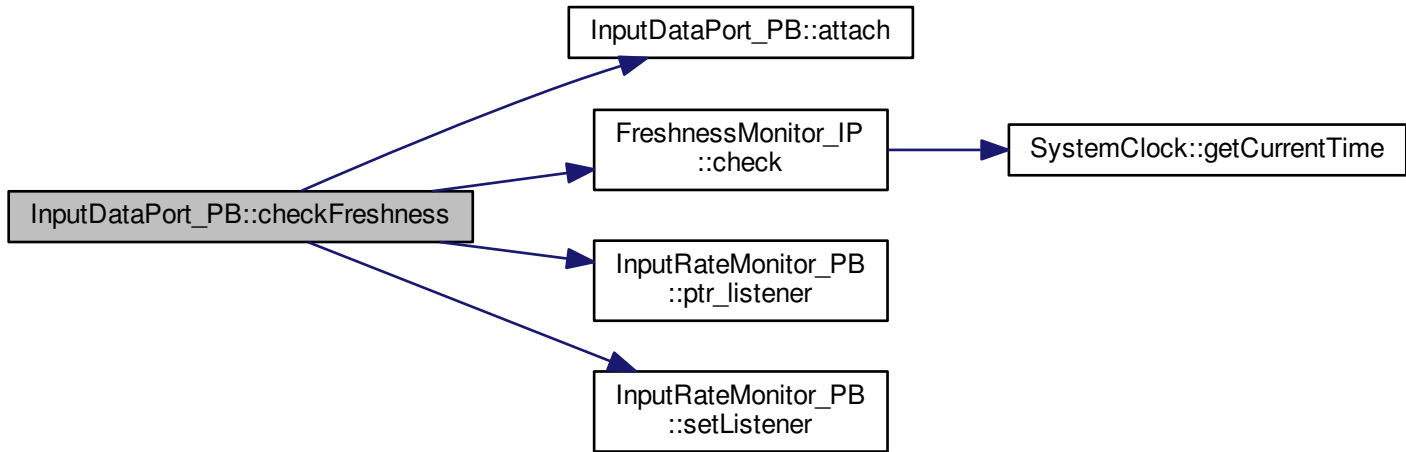 InputDataPort_PB::attach
FreshnessMonitor_IP
::check
SystemClock::getCurrentTime
InputDataPort_PB::checkFreshness
InputRateMonitor_PB
::ptr_listener
InputRateMonitor_PB
::setListener